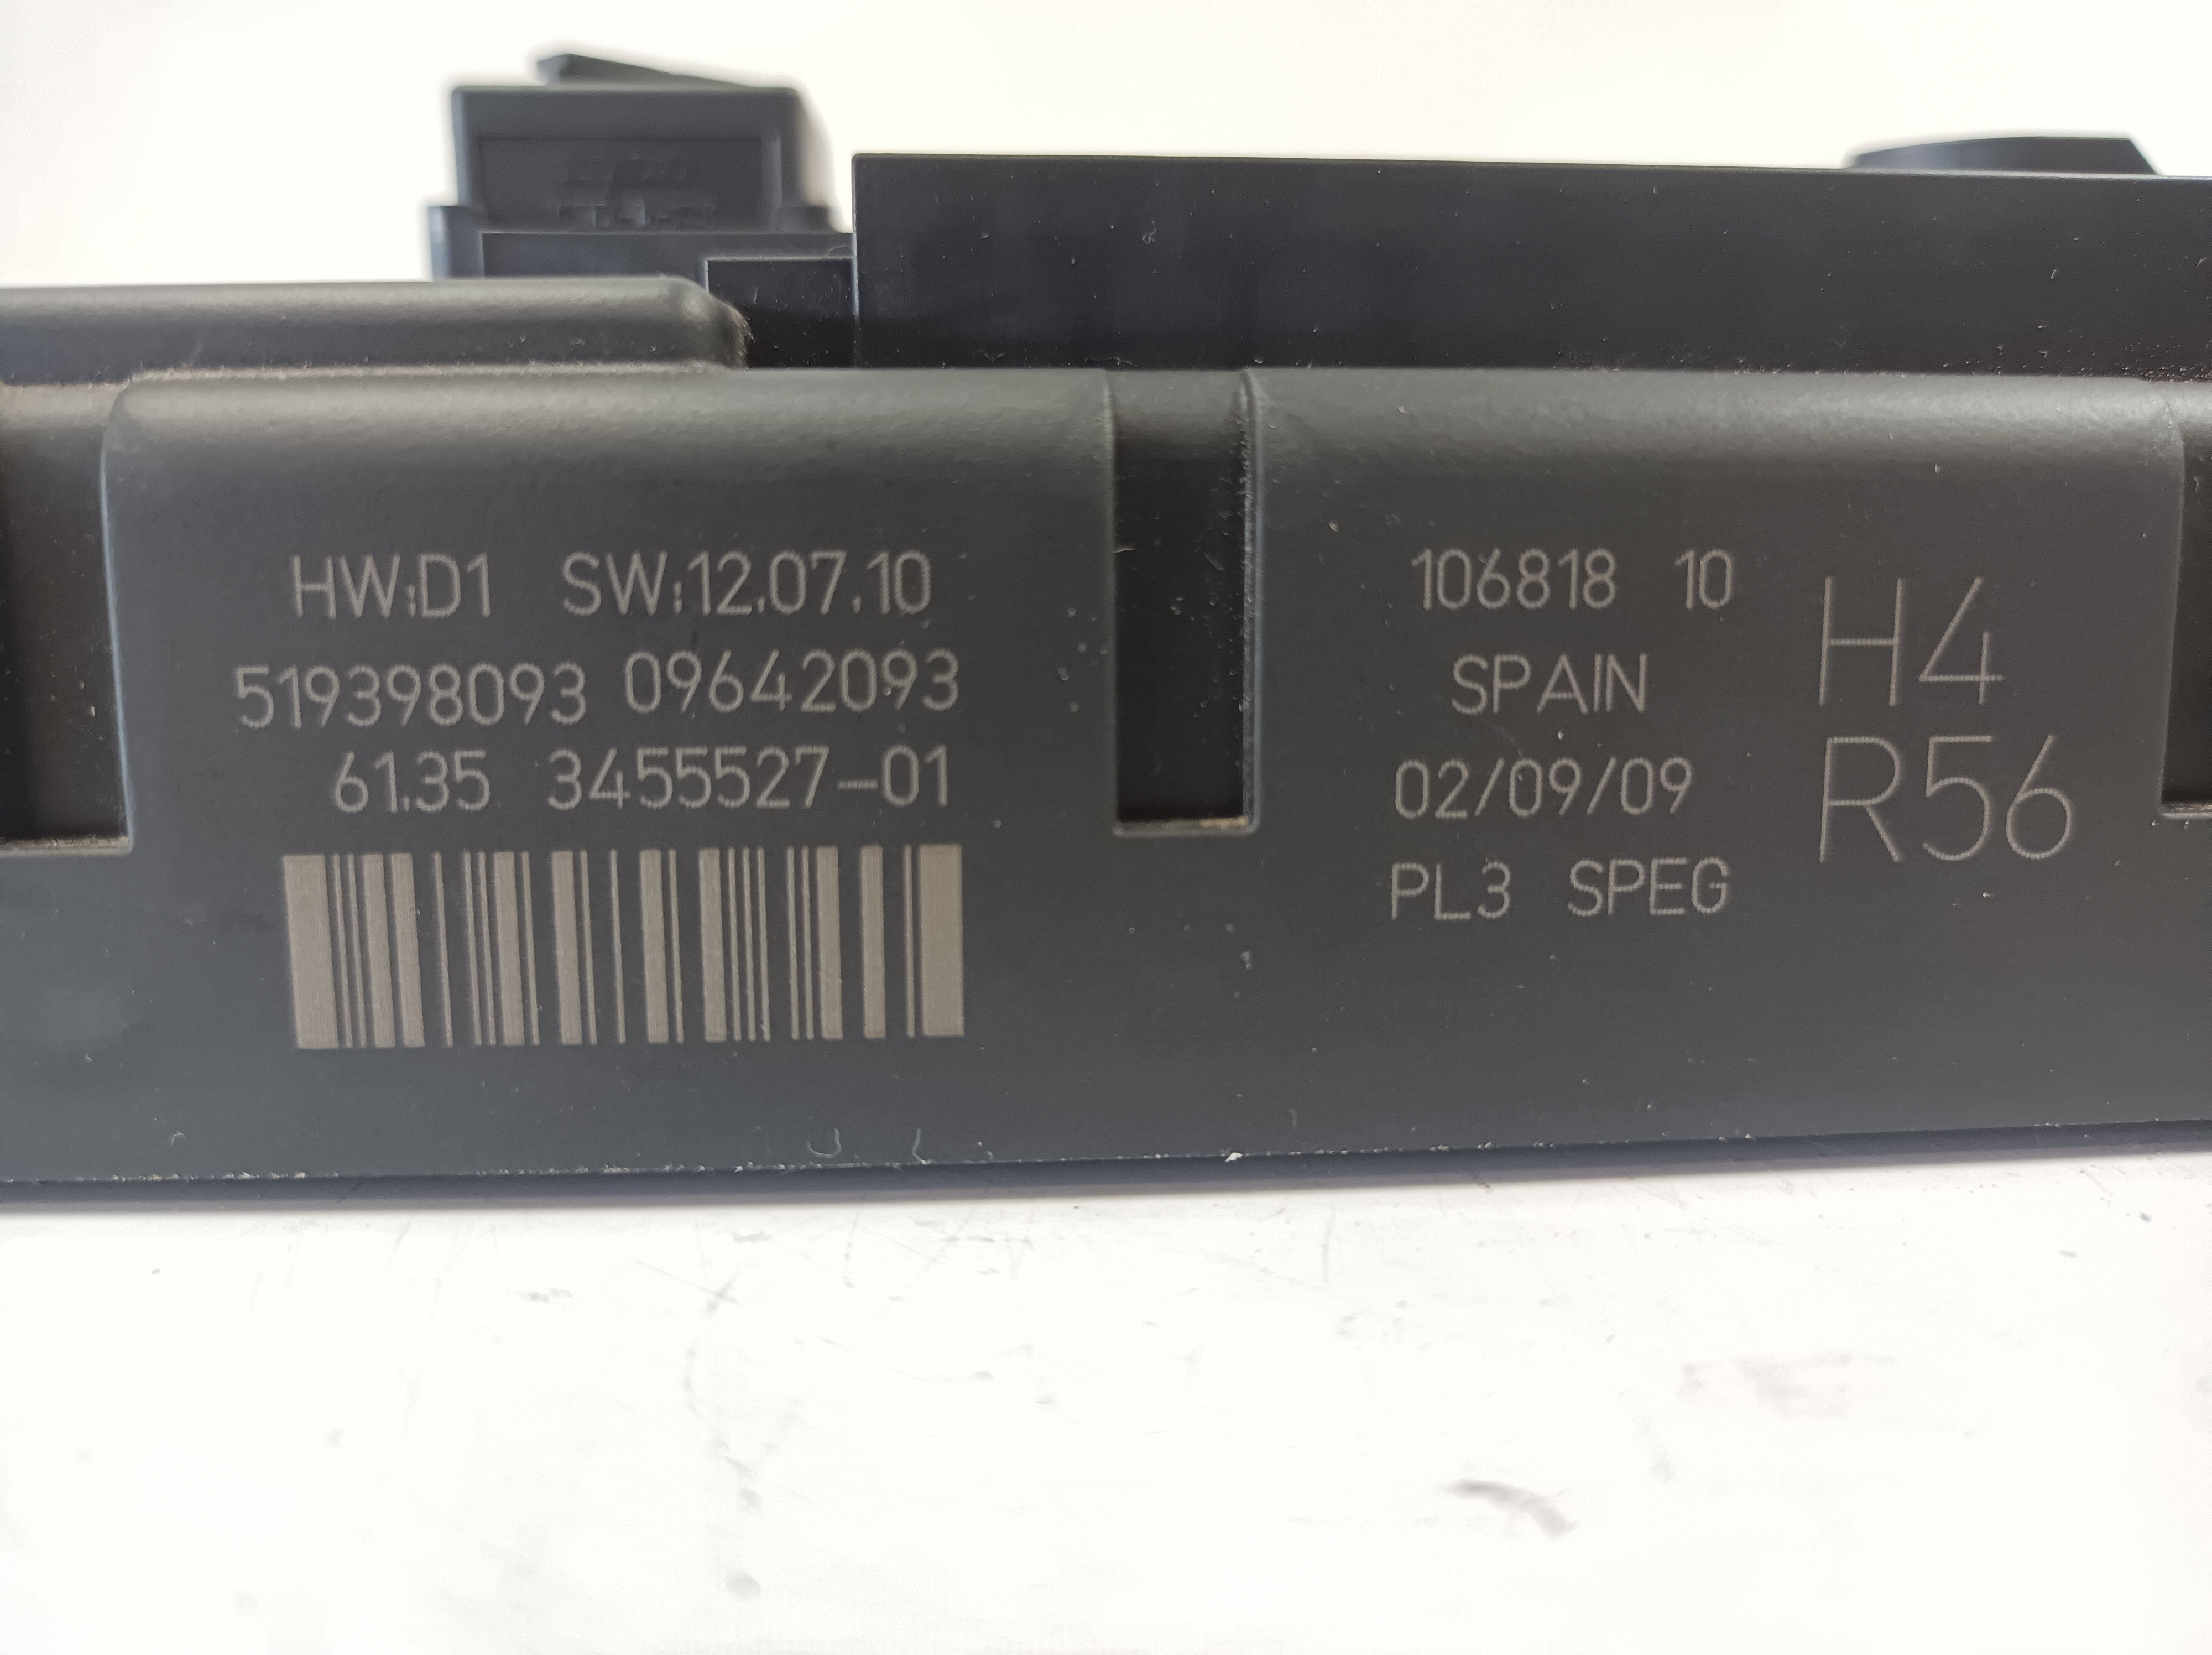 HW:D1 SW:12.07.10
519398093 09642093
61.35 3455527-01
106818 10
SPAIN
02/09/09
PL3 SPEG
H4
R56